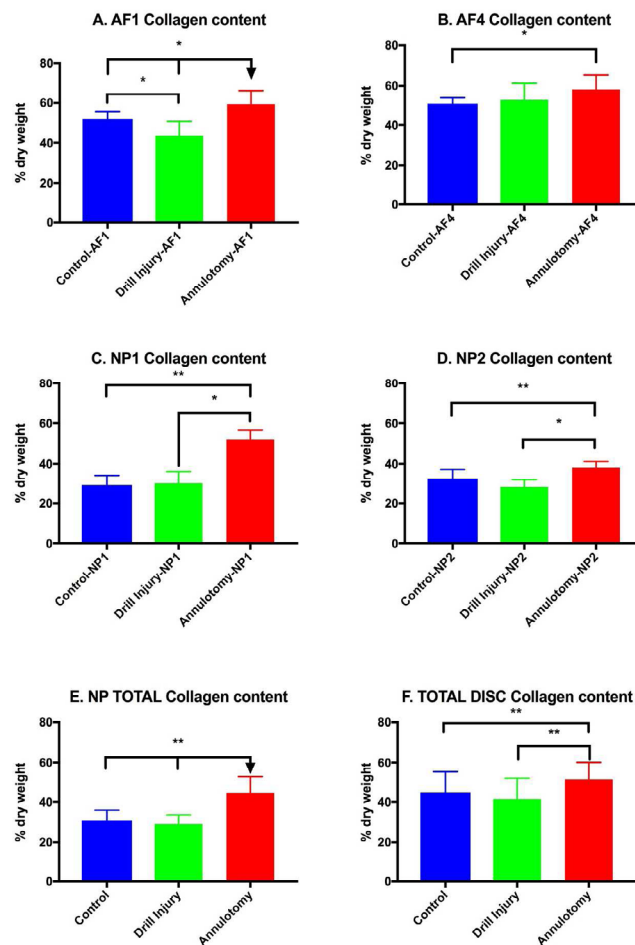 A. AF1 Collagen content
% dry weight
80
60
40
20
0
*
*
Control-AF1
Drill Injury-AF1
Annulotomy-AF1
B. AF4 Collagen content
% dry weight
80
60
40
20
0
*
Control-AF4
Drill Injury-AF4
Annulotomy-AF4
C. NP1 Collagen content
% dry weight
80
60
40
20
0
**
*
Control-NP1
Drill Injury-NP1
Annulotomy-NP1
D. NP2 Collagen content
% dry weight
80
60
40
20
0
**
*
Control-NP2
Drill Injury-NP2
Annulotomy-NP2
E. NP TOTAL Collagen content
% dry weight
80
60
40
20
0
**
Control
Drill Injury
Annulotomy
F. TOTAL DISC Collagen content
% dry weight
80
60
40
20
0
**
**
Control
Drill Injury
Annulotomy